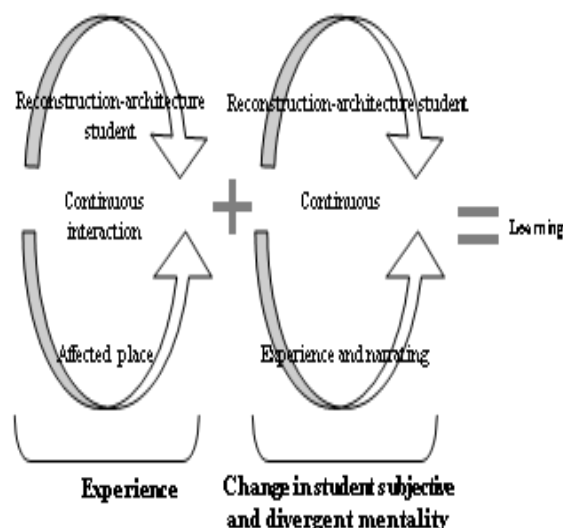 Reconstruction-architecture
student
Continuous
interaction
Affected place
Experience
+
Reconstruction-architecture student
Continuous
Experience and narrating
Change in student subjective
and divergent mentality
=
Learning